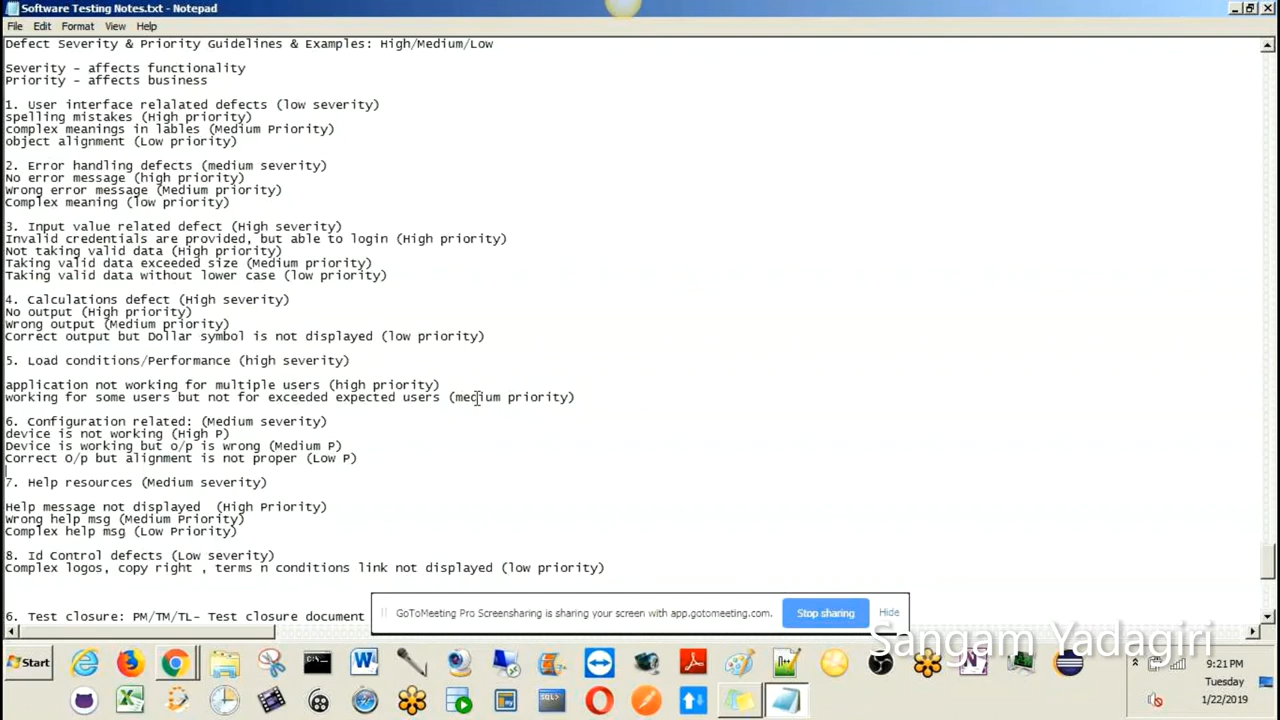 Software Testing Notes.txt - Notepad
File Edit Format View Help
Defect Severity & Priority Guidelines & Examples: High/Medium/Low
Severity - affects functionality
Priority - affects business
1. User interface relalated defects (low severity)
spelling mistakes (High priority)
complex meanings in lables (Medium Priority)
object alignment (Low priority)
2. Error handling defects (medium severity)
No error message (high priority)
Wrong error message (Medium priority)
Complex meaning (low priority)
3. Input value related defect (High severity)
Invalid credentials are provided, but able to login (High priority)
Not taking valid data (High priority)
Taking valid data exceeded size (Medium priority)
Taking valid data without lower case (low priority)
4. Calculations defect (High severity)
No output (High priority)
Wrong output (Medium priority)
Correct output but Dollar symbol is not displayed (low priority)
5. Load conditions/Performance (high severity)
application not working for multiple users (high priority)
working for some users but not for exceeded expected users (medium priority)
6. Configuration related: (Medium severity)
device is not working (High P)
Device is working but o/p is wrong (Medium P)
Correct O/p but alignment is not proper (Low P)
7. Help resources (Medium severity)
Help message not displayed  (High Priority)
Wrong help msg (Medium Priority)
Complex help msg (Low Priority)
8. Id Control defects (Low severity)
Complex logos, copy right , terms n conditions link not displayed (low priority)
6. Test closure: PM/TM/TL- Test closure document
GoToMeeting Pro Screensharing is sharing your screen with app.gotomeeting.com. Stop sharing Hide
Sangam Yadagiri
Start
9:21 PM
Tuesday
1/22/2019